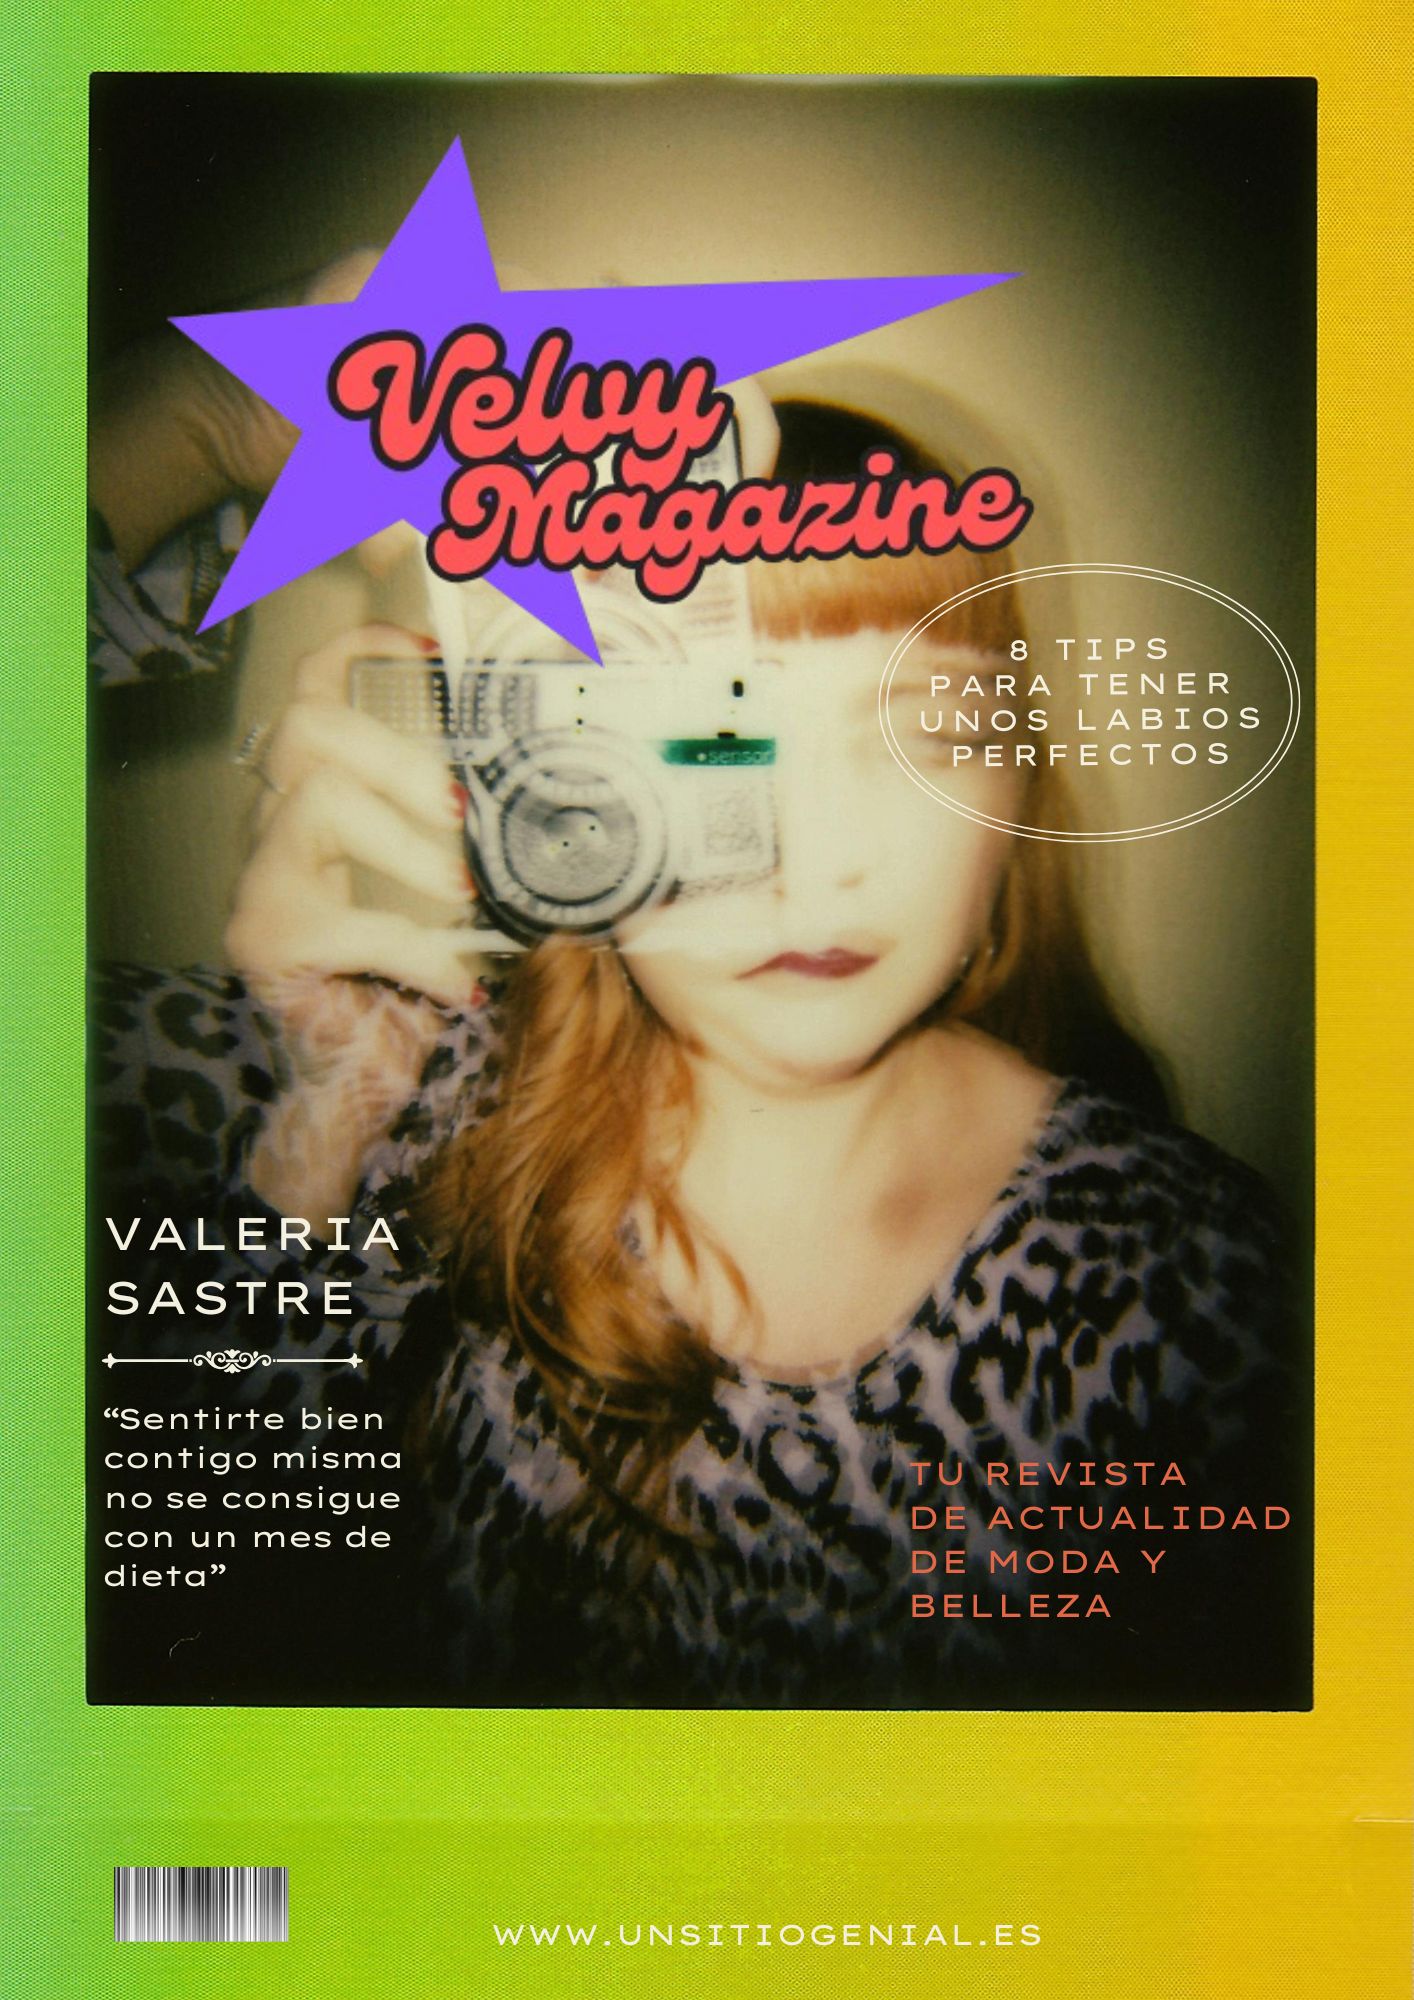 Velvy
Magazine
8 TIPS
PARA TENER
UNOS LABIOS
PERFECTOS
sensor
VALERIA
SASTRE
“Sentirte bien
contigo misma
no se consigue
con un mes de
dieta”
TU REVISTA
DE ACTUALIDAD
DE MODA Y
BELLEZA
WWW.UNSITIOGENIAL.ES